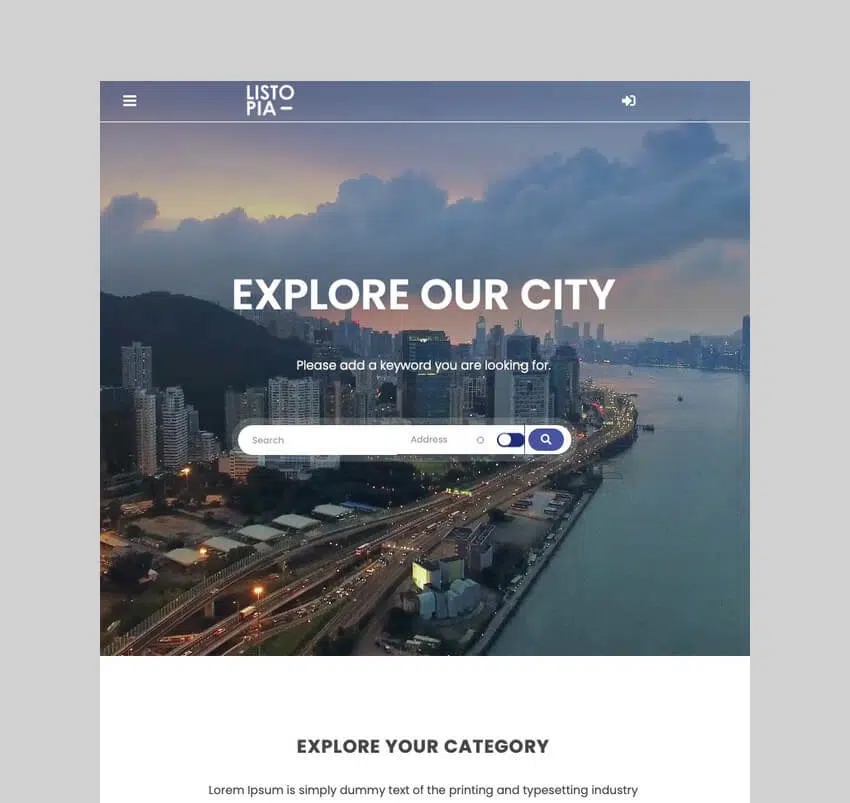 LISTO
PIA
EXPLORE OUR CITY
Please add a keyword you are looking for.
Search Address
EXPLORE YOUR CATEGORY
Lorem Ipsum is simply dummy text of the printing and typesetting industry